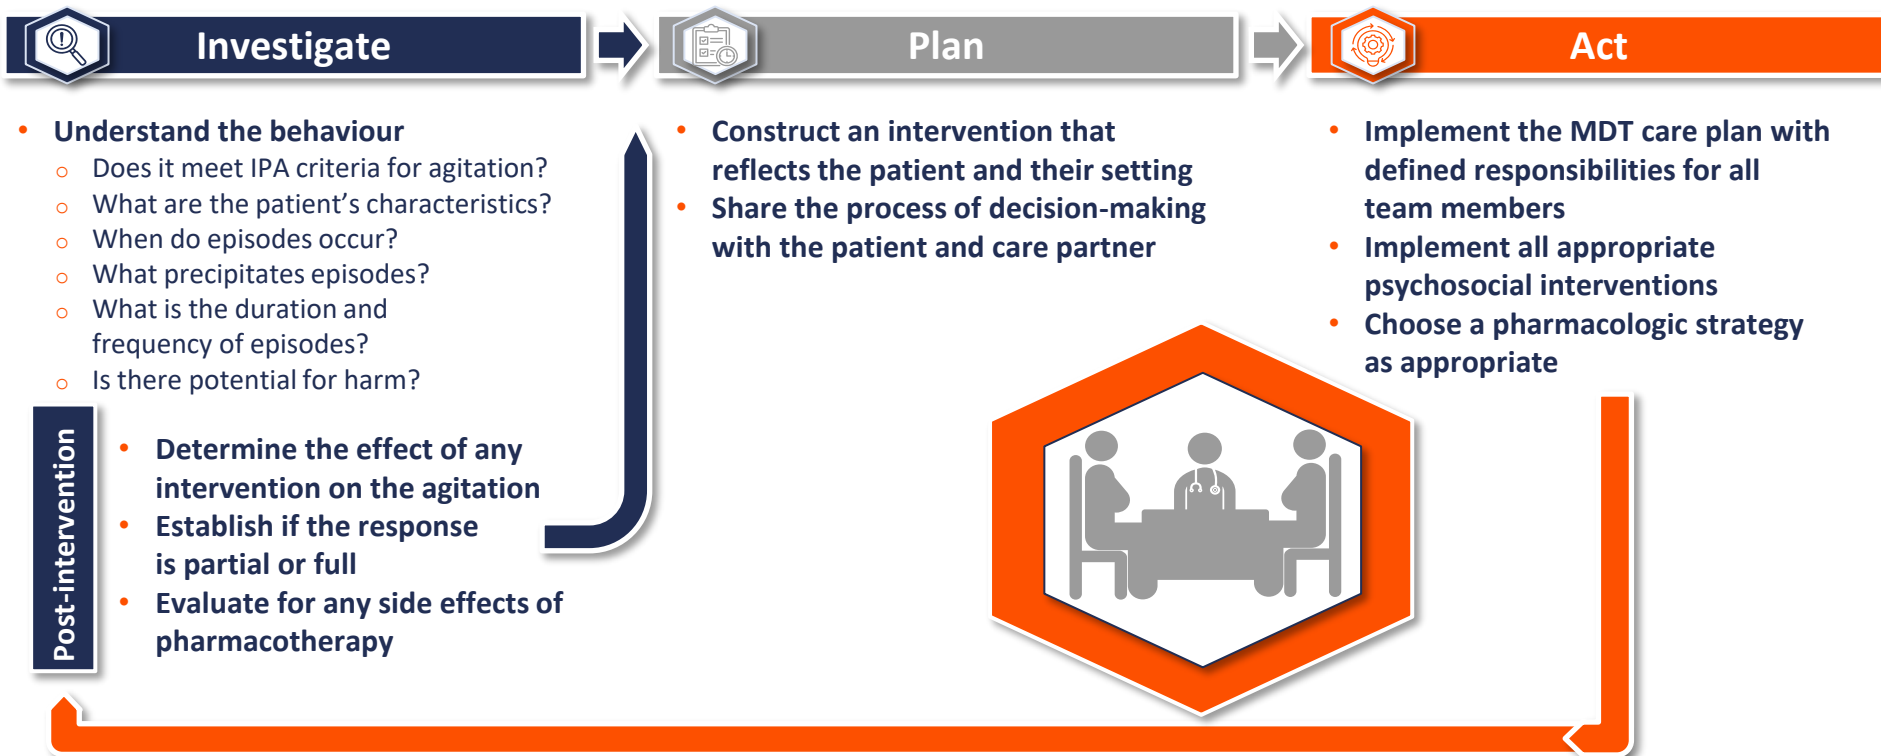 Investigate
Plan
Act
• Understand the behaviour
o Does it meet IPA criteria for agitation?
o What are the patient's characteristics?
o When do episodes occur?
o What precipitates episodes?
o What is the duration and
frequency of episodes?
o Is there potential for harm?
Post-intervention
• Determine the effect of any
intervention on the agitation
• Establish if the response
is partial or full
• Evaluate for any side effects of
pharmacotherapy
• Construct an intervention that
reflects the patient and their setting
• Share the process of decision-making
with the patient and care partner
• Implement the MDT care plan with
defined responsibilities for all
team members
• Implement all appropriate
psychosocial interventions
• Choose a pharmacologic strategy
as appropriate